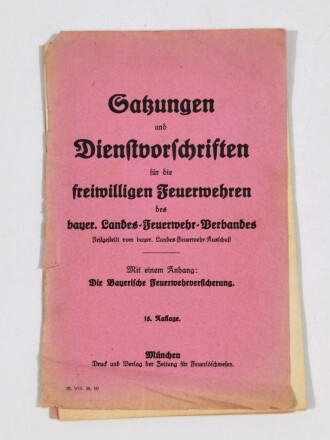 Satzungen
und
Dienstvorschriften
für die
freiwilligen Feuerwehren
des
bayer. Landes-Feuerwehr-Verbandes
Festgestellt vom bayer. Landes-Feuerwehr-Ausschuß
Mit einem Anhang:
Die Bayerische Feuerwehrversicherung.
15. Auflage.
München
Druck und Verlag der Zeitung für Feuerlöschwesen.